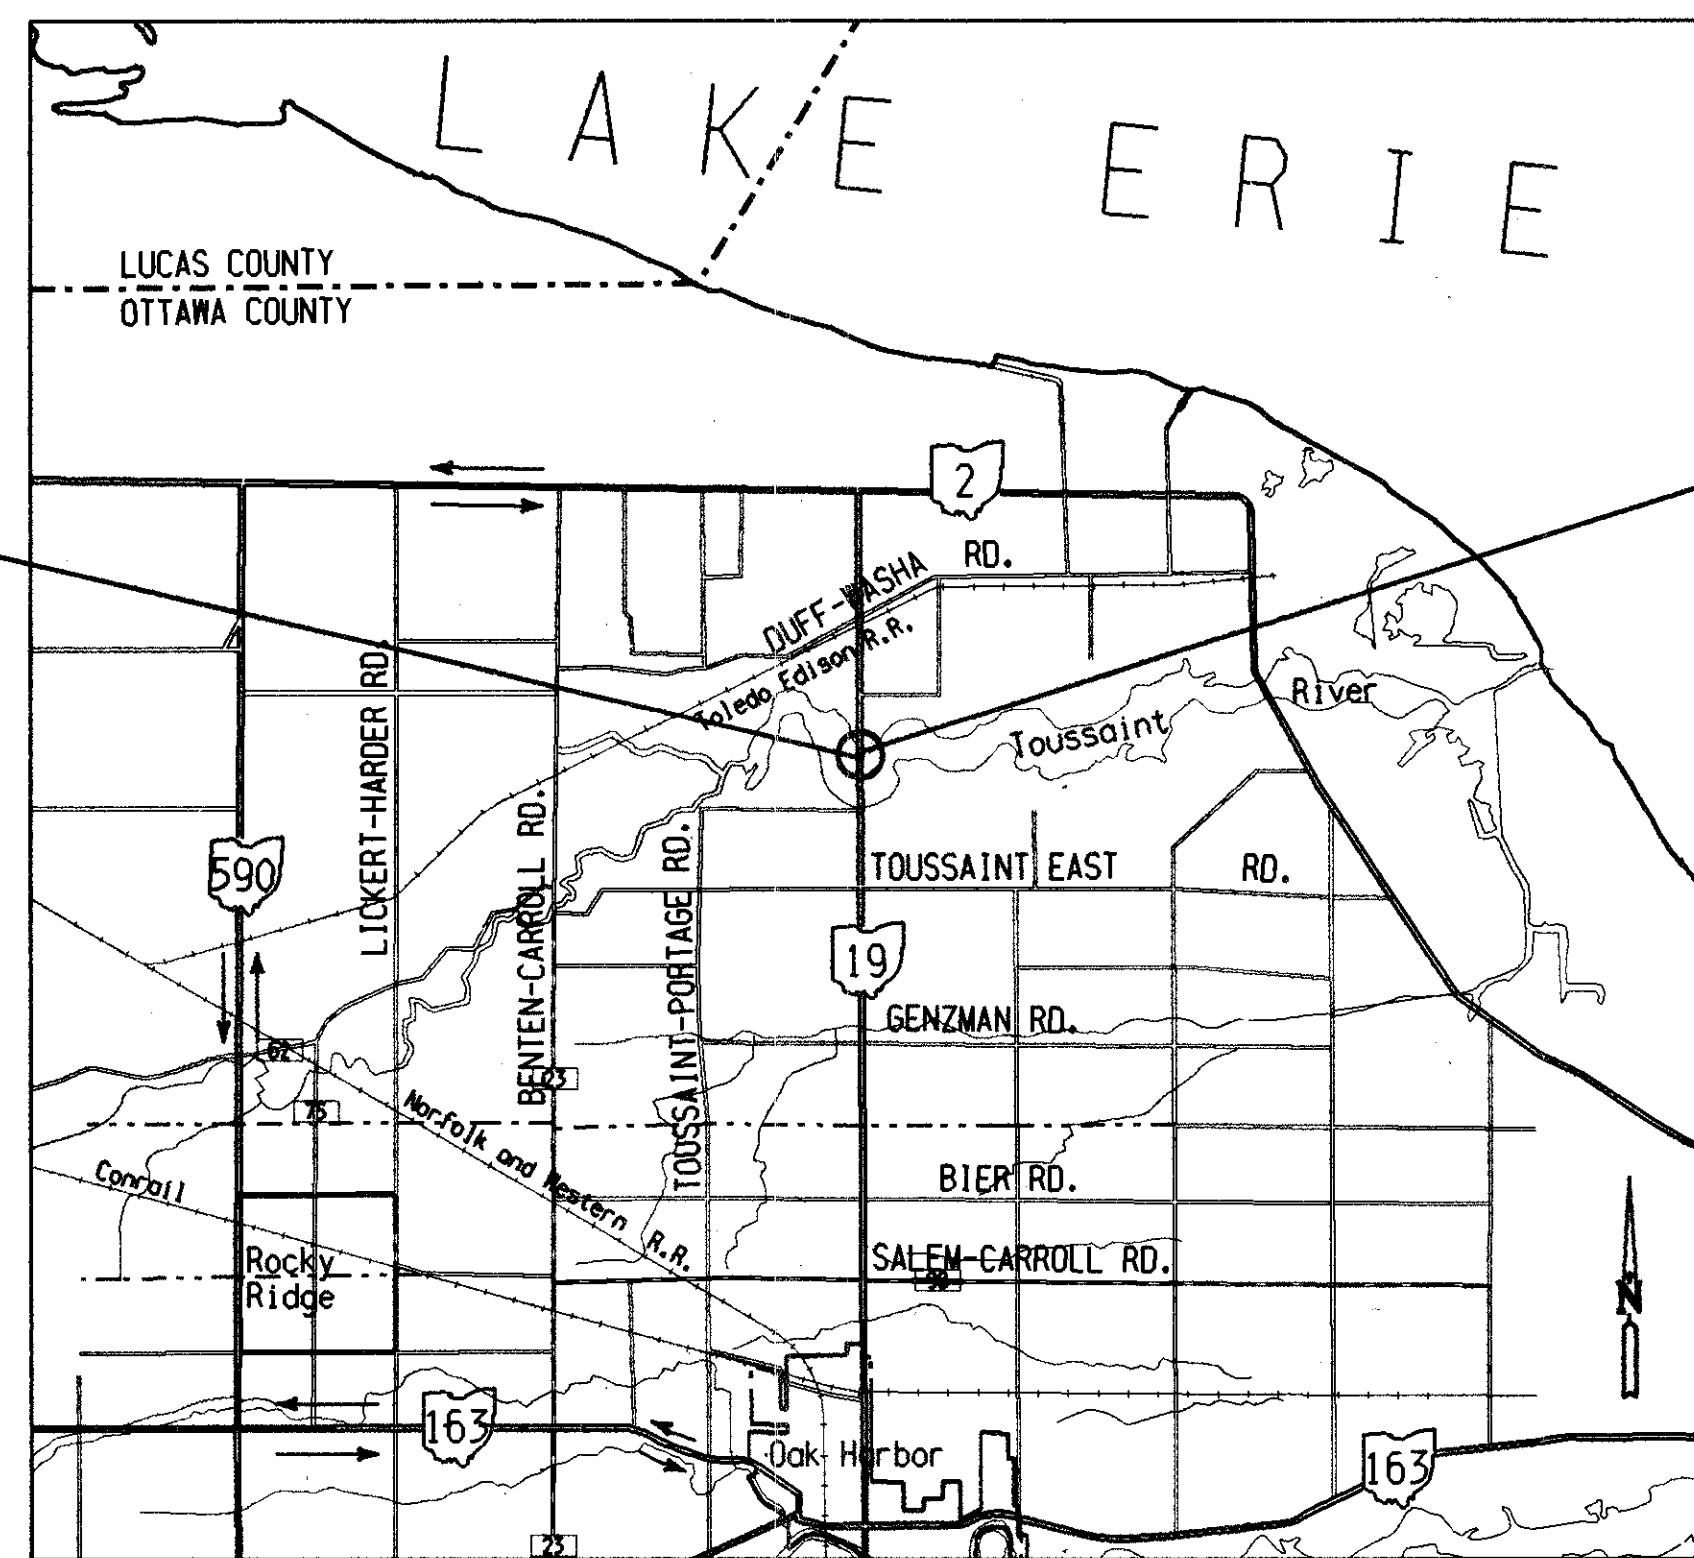 LAKE ERIE
LUCAS COUNTY
OTTAWA COUNTY
2
DUFF-WASHA RD.
Toledo Edison R.R.
LICKERT-HARDER RD.
River
Toussaint
590
BENTEN-CARROLL RD.
TOUSSAINT-PORTAGE RD.
TOUSSAINT EAST RD.
19
GENZMAN RD.
62
23
75
Norfolk and Western R.R.
Conrail
BIER RD.
Rocky
Ridge
SALEM-CARROLL RD.
N
163
Oak Harbor
163
23